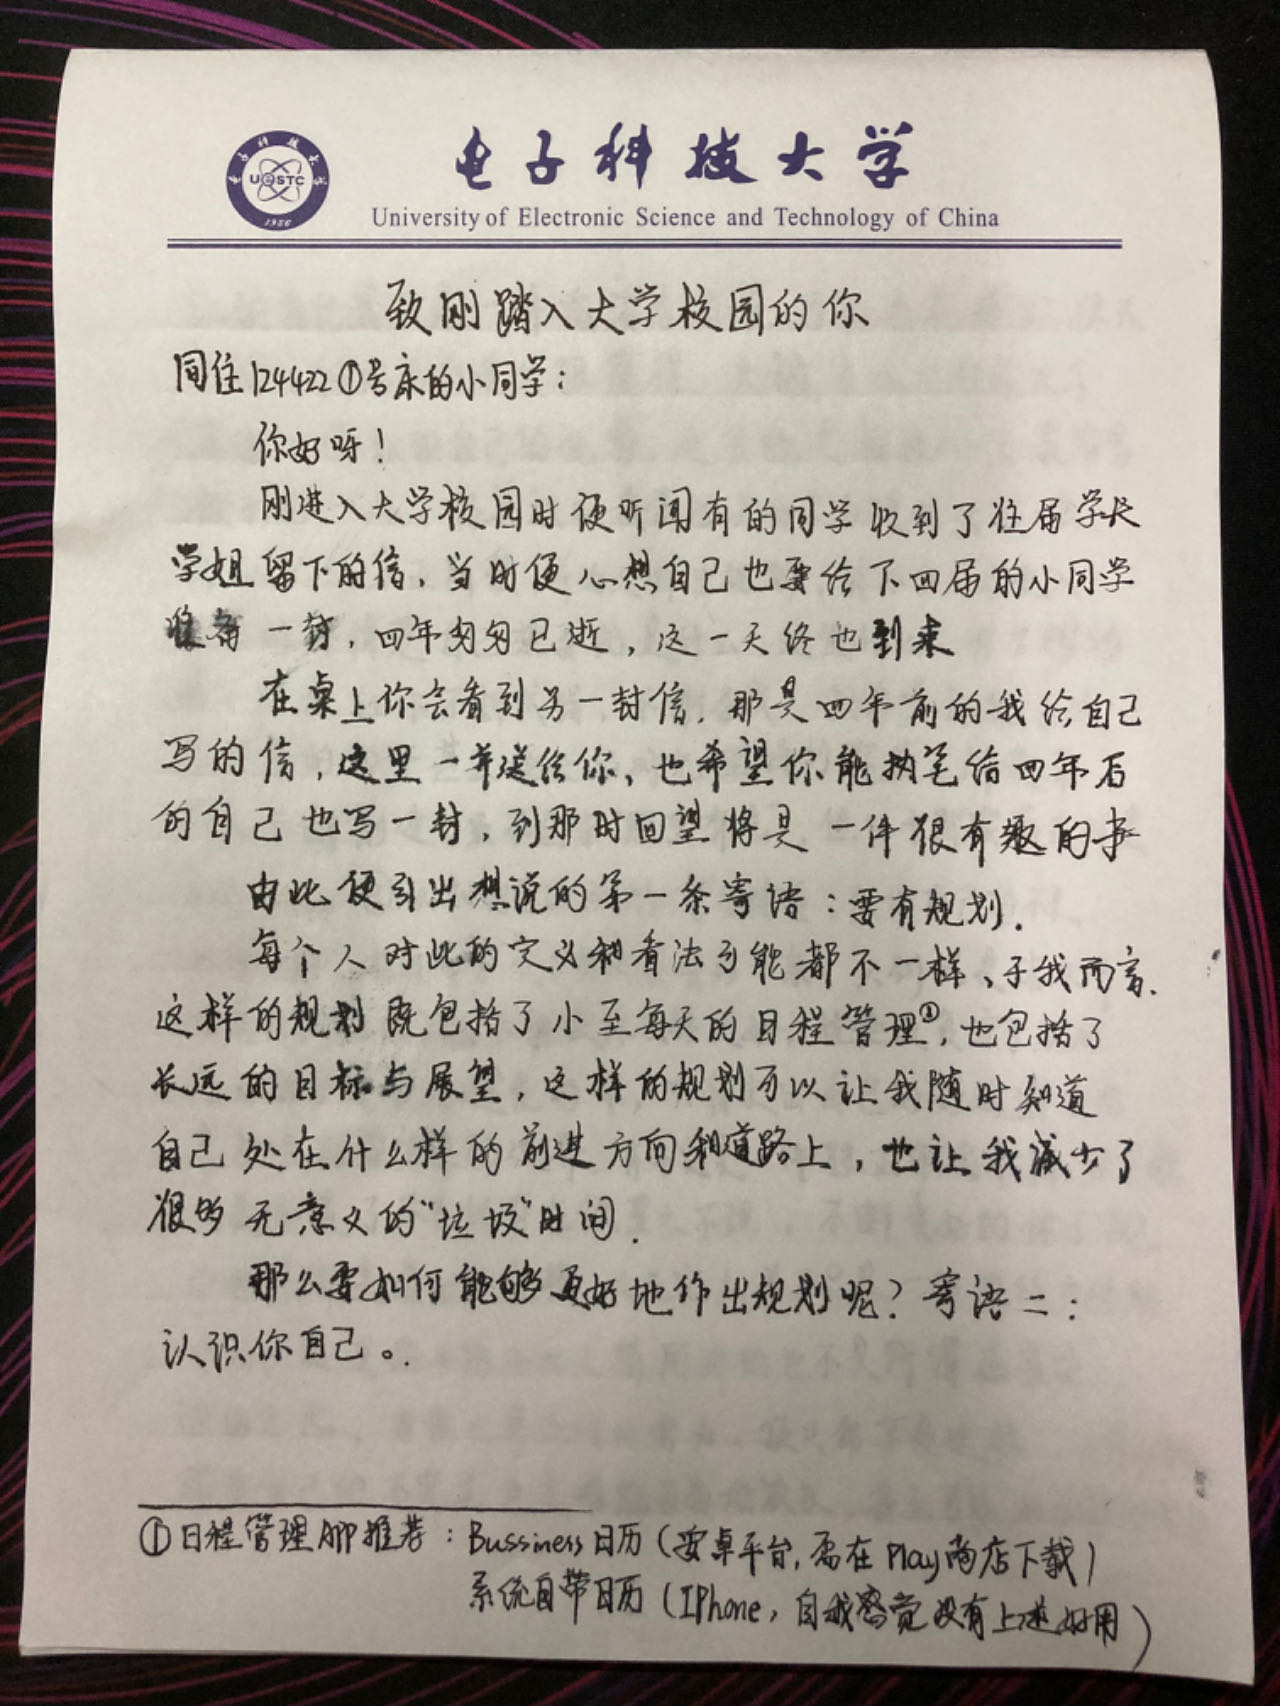 电子科技大学
University of Electronic Science and Technology of China
UESTC
1956
致刚踏入大学校园的你
同住124422①号床的小同学:
你好呀!
刚进入大学校园时便听闻有的同学收到了往届学长
学姐留下的信,当时便心想自己也要给下四届的小同学
准备一封,四年匆匆已逝,这一天终也到来
在桌上你会看到另一封信,那是四年前的我给自己
写的信,这里一并送给你、也希望你能执笔给四年后
的自己也写一封,到那时回望将是一件很有趣的事
由此便引出想说的第一条寄语:要有规划.
每个人对此的定义和看法可能都不一样、于我而言、
这样的规划既包括了小至每天的日程管理①,也包括了
长远的目标与展望,这样的规划可以让我随时知道
自己处在什么样的前进方向和道路上,也让我减少了
很多无意义的“垃圾”时间.
那么要如何能够更好地作出规划呢?寄语二:
认识你自己。.
①日程管理APP推荐:Bussiness日历(安卓平台,需在Play商店下载)
系统自带日历(IPhone,自我感觉没有上述好用)